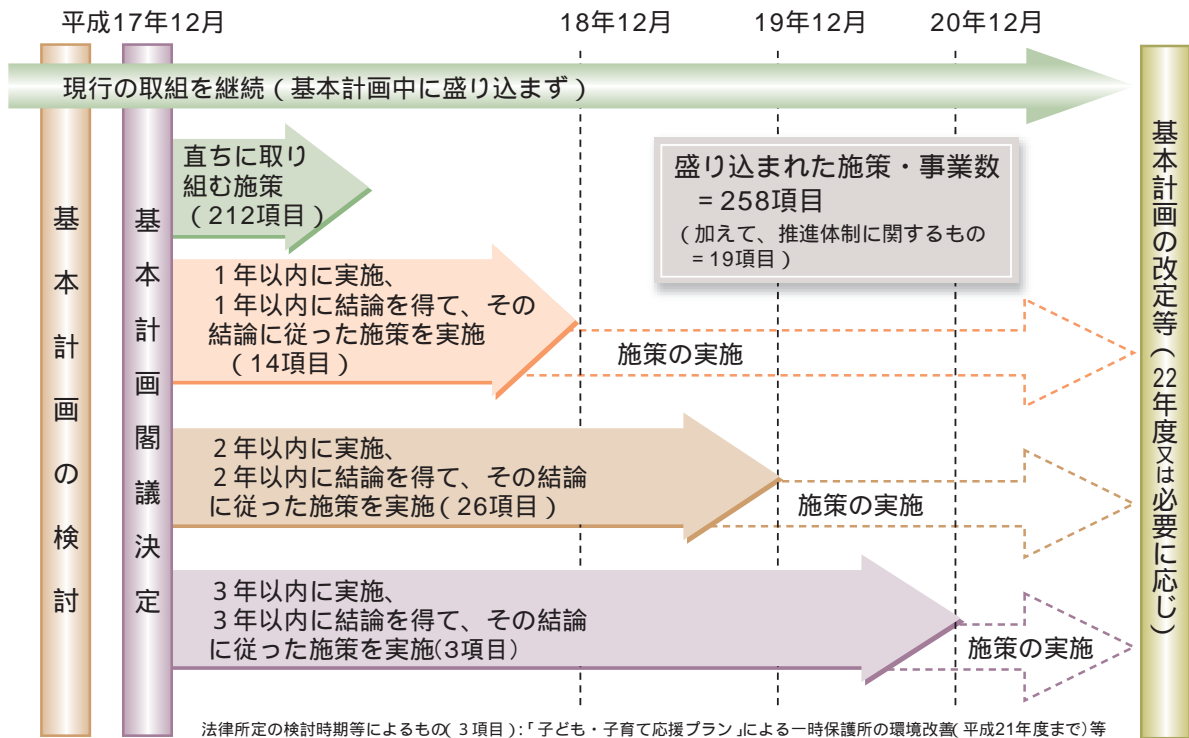 平成17年12月
18年12月
19年12月
20年12月
現行の取組を継続(基本計画中に盛り込まず)
基本計画の検討
基本計画閣議決定
直ちに取り
組む施策
(212項目)
盛り込まれた施策・事業数
=258項目
(加えて、推進体制に関するもの
=19項目)
1年以内に実施、
1年以内に結論を得て、その
結論に従った施策を実施
(14項目)
施策の実施
2年以内に実施、
2年以内に結論を得て、その結論
に従った施策を実施(26項目)
施策の実施
3年以内に実施、
3年以内に結論を得て、その結論
に従った施策を実施(3項目)
施策の実施
基本計画の改定等(22年度又は必要に応じ)
法律所定の検討時期等によるもの(3項目):「子ども・子育て応援プラン」による一時保護所の環境改善(平成21年度まで)等